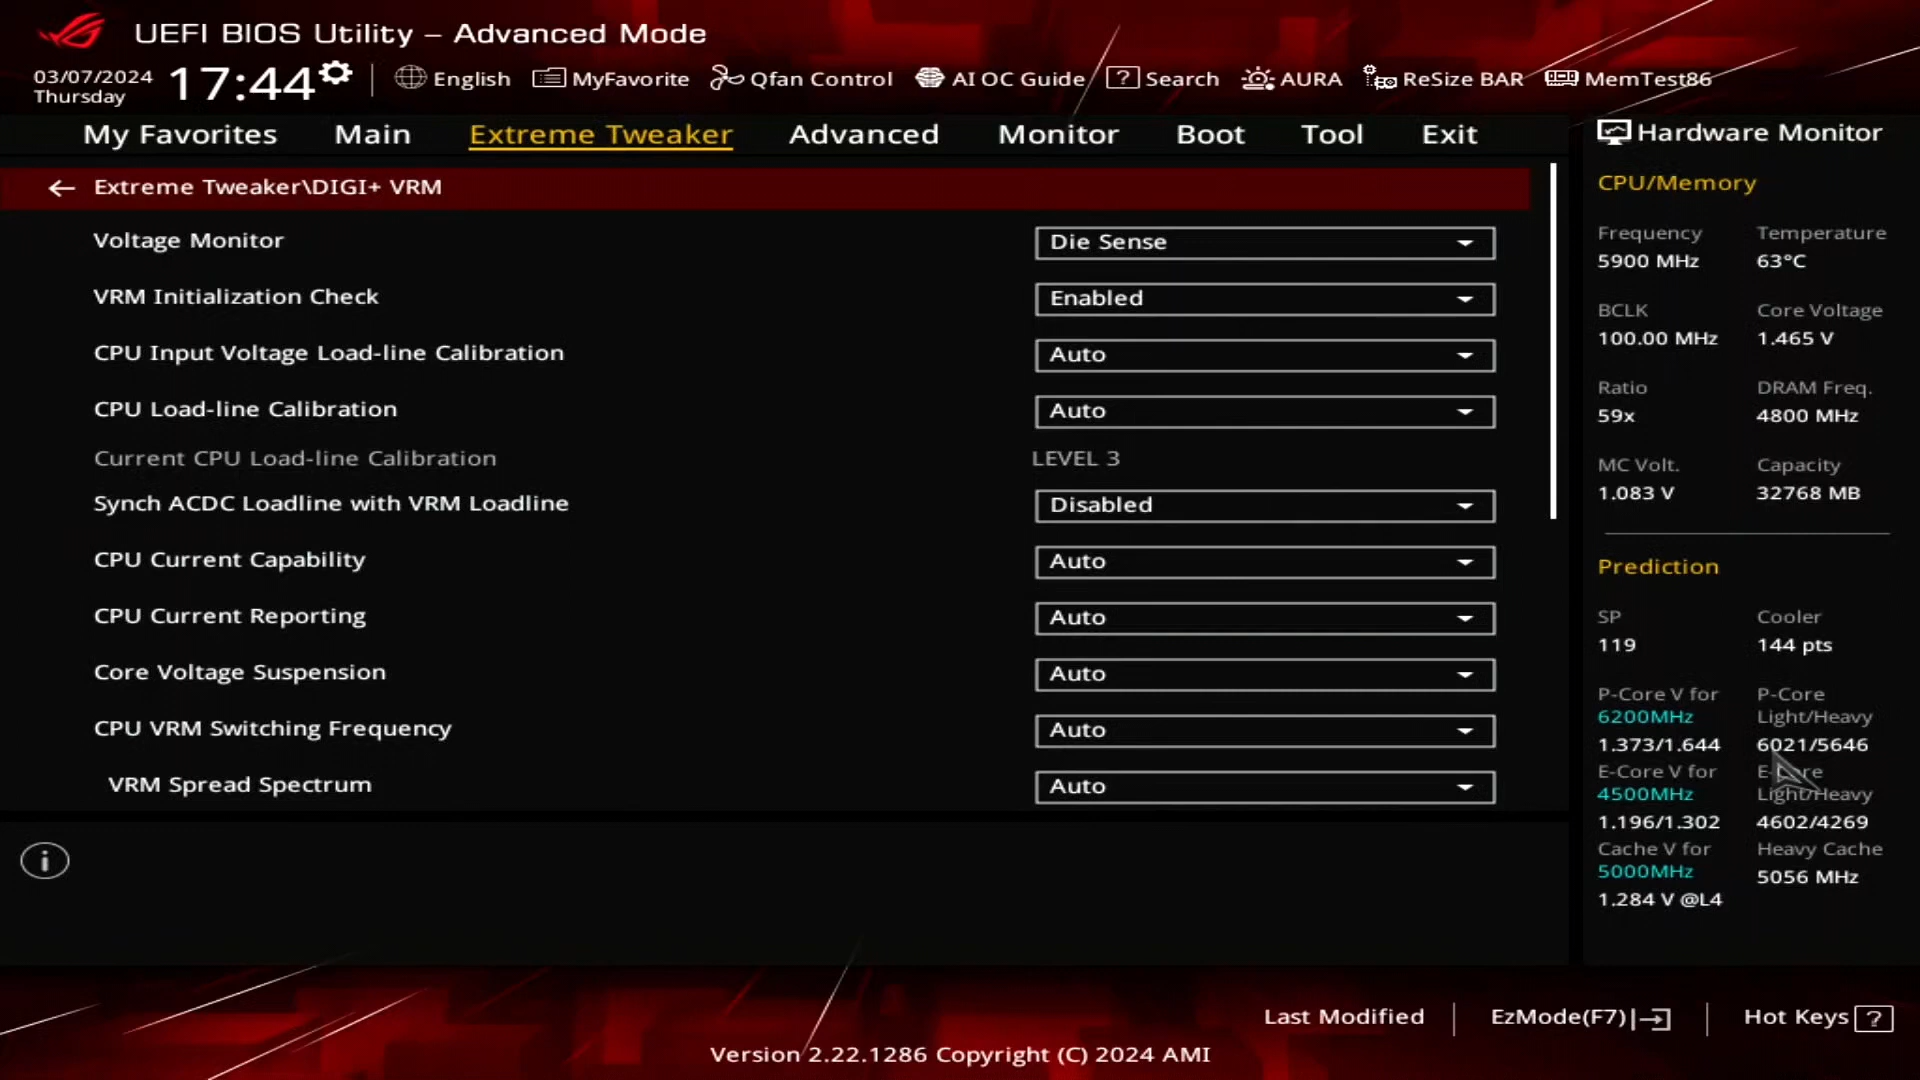 UEFI BIOS Utility – Advanced Mode
03/07/2024
Thursday
17:44
English
MyFavorite
Qfan Control
AI OC Guide
? Search
AURA
ReSize BAR
MemTest86
My Favorites
Main
Extreme Tweaker
Advanced
Monitor
Boot
Tool
Exit
Extreme Tweaker\DIGI+ VRM
Voltage Monitor Die Sense
VRM Initialization Check Enabled
CPU Input Voltage Load-line Calibration Auto
CPU Load-line Calibration Auto
Current CPU Load-line Calibration LEVEL 3
Synch ACDC Loadline with VRM Loadline Disabled
CPU Current Capability Auto
CPU Current Reporting Auto
Core Voltage Suspension Auto
CPU VRM Switching Frequency Auto
VRM Spread Spectrum Auto
i
Hardware Monitor
CPU/Memory
Frequency Temperature
5900 MHz 63°C
BCLK Core Voltage
100.00 MHz 1.465 V
Ratio DRAM Freq.
59x 4800 MHz
MC Volt. Capacity
1.083 V 32768 MB
Prediction
SP Cooler
119 144 pts
P-Core V for P-Core
6200MHz Light/Heavy
1.373/1.644 6021/5646
E-Core V for E-Core
4500MHz Light/Heavy
1.196/1.302 4602/4269
Cache V for Heavy Cache
5000MHz 5056 MHz
1.284 V @L4
Last Modified
EzMode(F7)
Hot Keys ?
Version 2.22.1286 Copyright (C) 2024 AMI